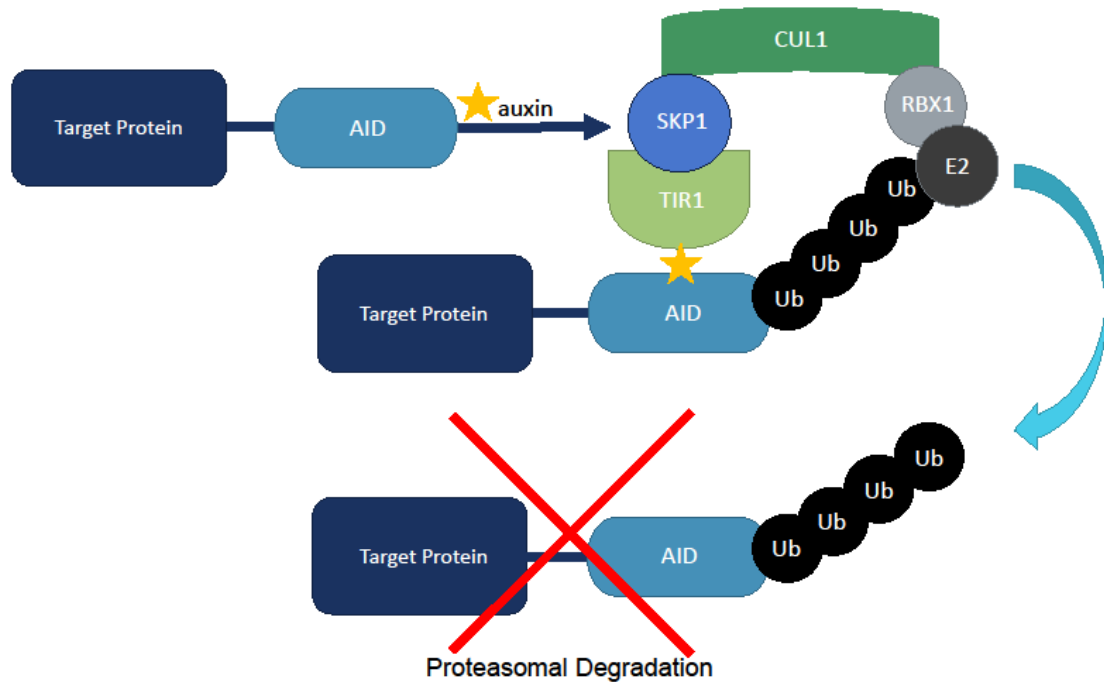 CUL1
Target Protein
AID
auxin
SKP1
RBX1
E2
TIR1
Ub
Ub
Ub
Ub
Target Protein
AID
Ub
Ub
Ub
Ub
Target Protein
AID
Proteasomal Degradation